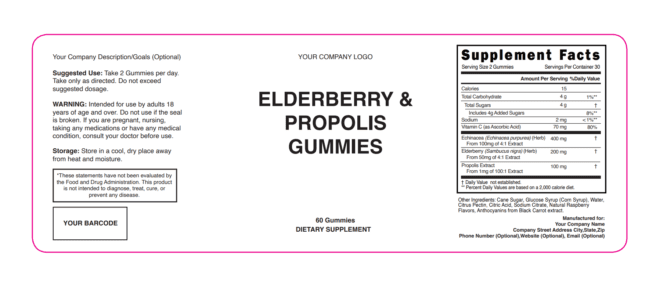 Your Company Description/Goals (Optional)
Suggested Use: Take 2 Gummies per day.
Take only as directed. Do not exceed
suggested dosage.
WARNING: Intended for use by adults 18
years of age and over. Do not use if the seal
is broken. If you are pregnant, nursing,
taking any medications or have any medical
condition, consult your doctor before use.
Storage: Store in a cool, dry place away
from heat and moisture.
*These statements have not been evaluated by
the Food and Drug Administration. This product
is not intended to diagnose, treat, cure, or
prevent any disease.
YOUR BARCODE
YOUR COMPANY LOGO
ELDERBERRY &
PROPOLIS
GUMMIES
60 Gummies
DIETARY SUPPLEMENT
Supplement Facts
Serving Size 2 Gummies Servings Per Container 30
Amount Per Serving %Daily Value
Calories 15
Total Carbohydrate 4 g 1%**
Total Sugars 4 g †
Includes 4g Added Sugars 8%**
Sodium 2 mg <1%**
Vitamin C (as Ascorbic Acid) 70 mg 80%
Echinacea (Echinacea purpurea) (Herb) 400 mg †
From 100mg of 4:1 Extract
Elderberry (Sambucus nigra) (Herb) 200 mg †
From 50mg of 4:1 Extract
Propolis Extract 100 mg †
From 1mg of 100:1 Extract
† Daily Value not established.
** Percent Daily Values are based on a 2,000 calorie diet.
Other Ingredients: Cane Sugar, Glucose Syrup (Corn Syrup), Water,
Citrus Pectin, Citric Acid, Sodium Citrate, Natural Raspberry
Flavors, Anthocyanins from Black Carrot extract.
Manufactured for:
Your Company Name
Company Street Address City,State,Zip
Phone Number (Optional),Website (Optional), Email (Optional)